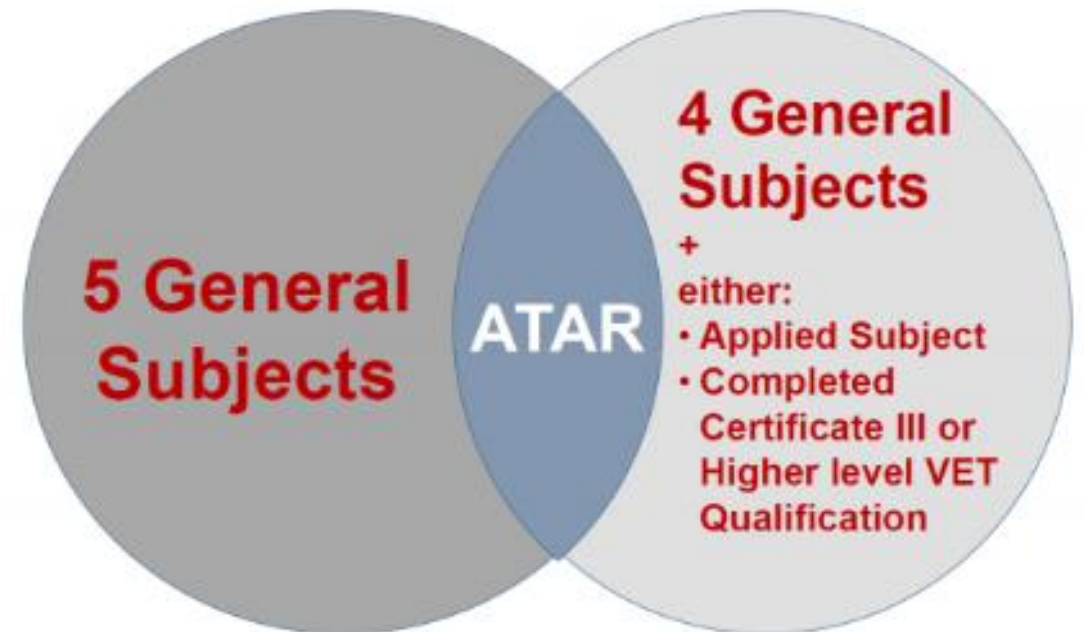 5 General
Subjects
ATAR
4 General
Subjects
+
either:
• Applied Subject
• Completed
Certificate III or
Higher level VET
Qualification